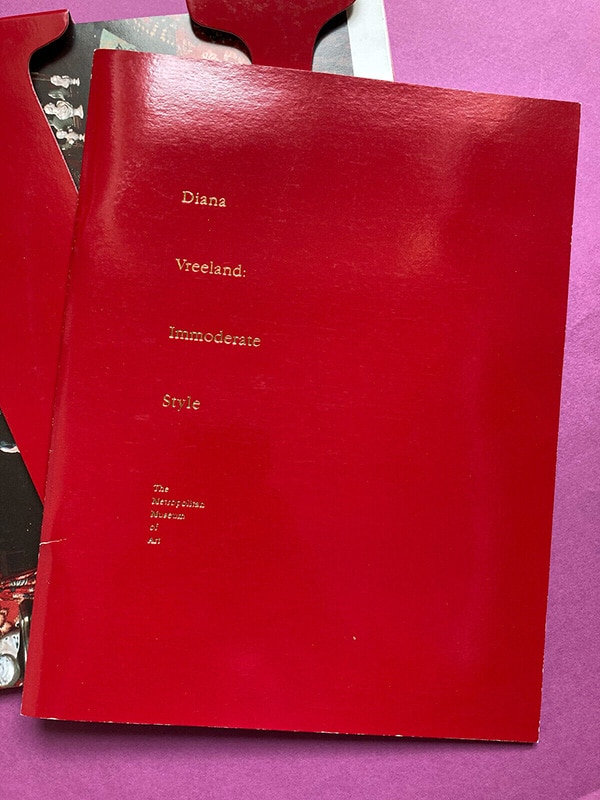 Diana
Vreeland:
Immoderate
Style
The
Metropolitan
Museum
of
Art